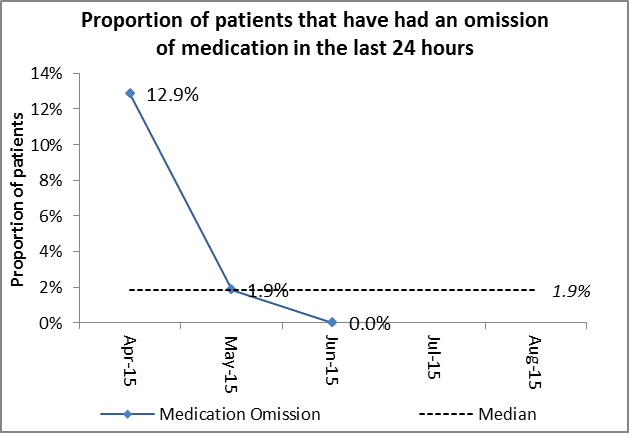 Proportion of patients that have had an omission
of medication in the last 24 hours
Proportion of patients
14%
12%
10%
8%
6%
4%
2%
0%
12.9%
1.9%
0.0%
1.9%
Apr-15
May-15
Jun-15
Jul-15
Aug-15
Medication Omission
Median